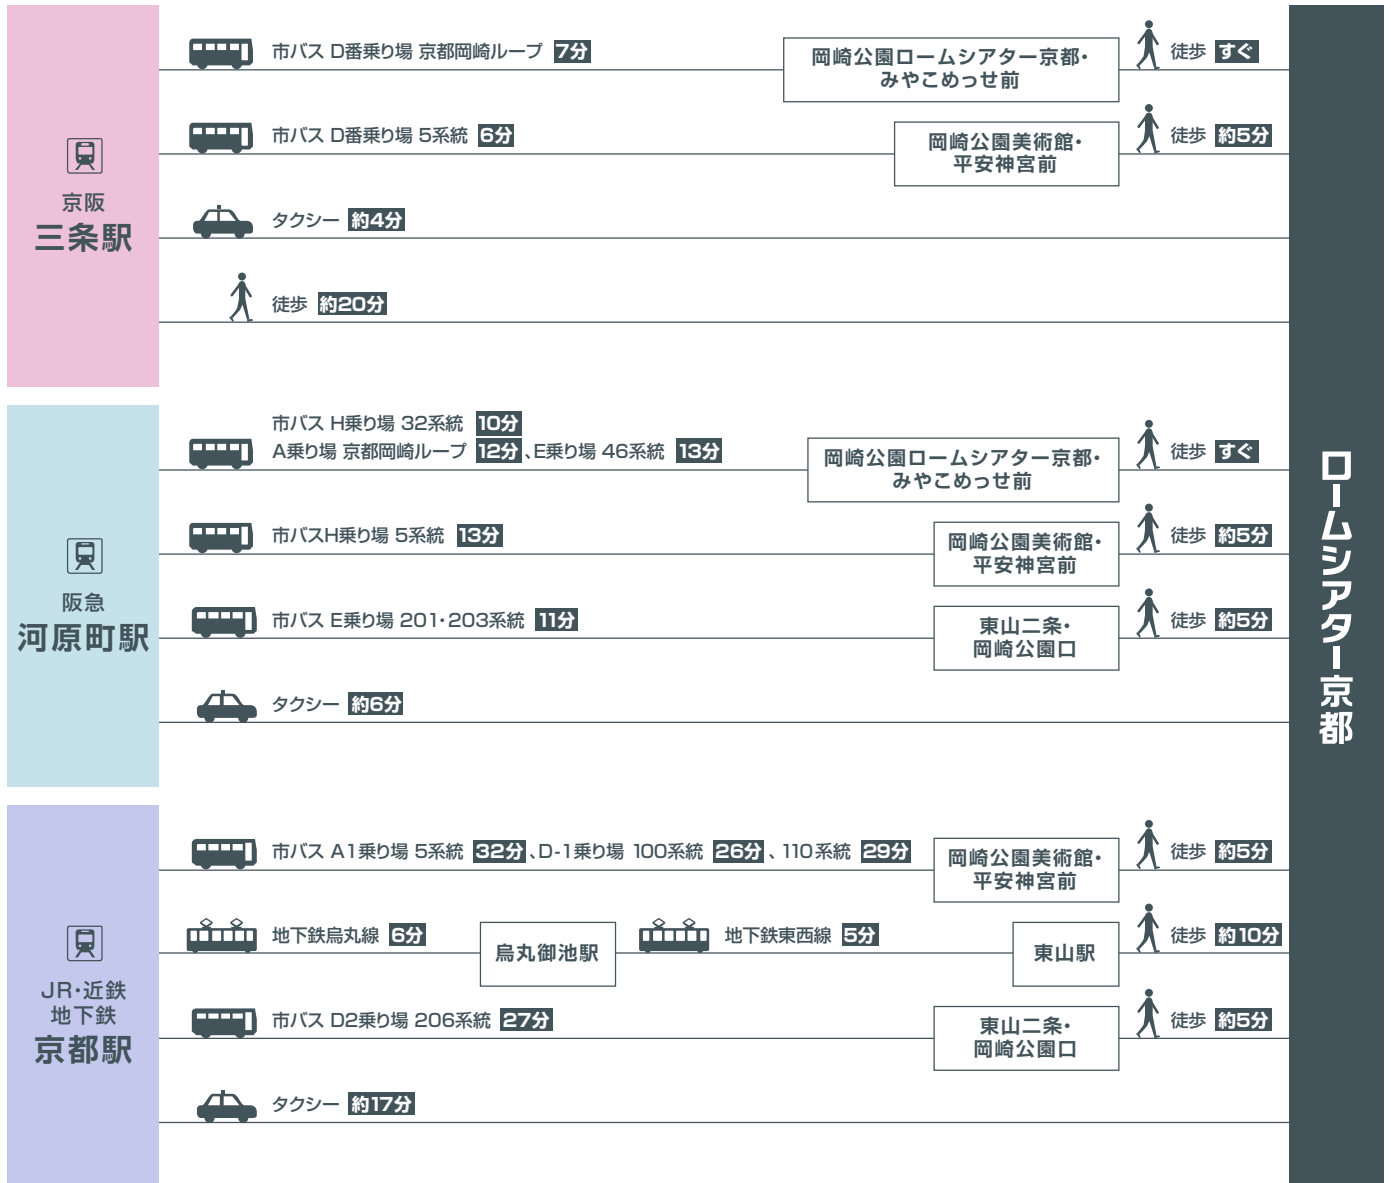 京阪
三条駅
市バス D番乗り場 京都岡崎ループ 7分
岡崎公園ロームシアター京都・
みやこめっせ前
徒歩 すぐ
市バス D番乗り場 5系統 6分
岡崎公園美術館・
平安神宮前
徒歩 約5分
タクシー 約4分
徒歩 約20分
阪急
河原町駅
市バス H乗り場 32系統 10分
A乗り場 京都岡崎ループ 12分、E乗り場 46系統 13分
岡崎公園ロームシアター京都・
みやこめっせ前
徒歩 すぐ
市バスH乗り場 5系統 13分
岡崎公園美術館・
平安神宮前
徒歩 約5分
市バス E乗り場 201・203系統 11分
東山二条・
岡崎公園口
徒歩 約5分
タクシー 約6分
JR・近鉄
地下鉄
京都駅
市バス A1乗り場 5系統 32分、D-1乗り場 100系統 26分、110系統 29分
岡崎公園美術館・
平安神宮前
徒歩 約5分
地下鉄烏丸線 6分
烏丸御池駅
地下鉄東西線 5分
東山駅
徒歩 約10分
市バス D2乗り場 206系統 27分
東山二条・
岡崎公園口
徒歩 約5分
タクシー 約17分
ロームシアター京都